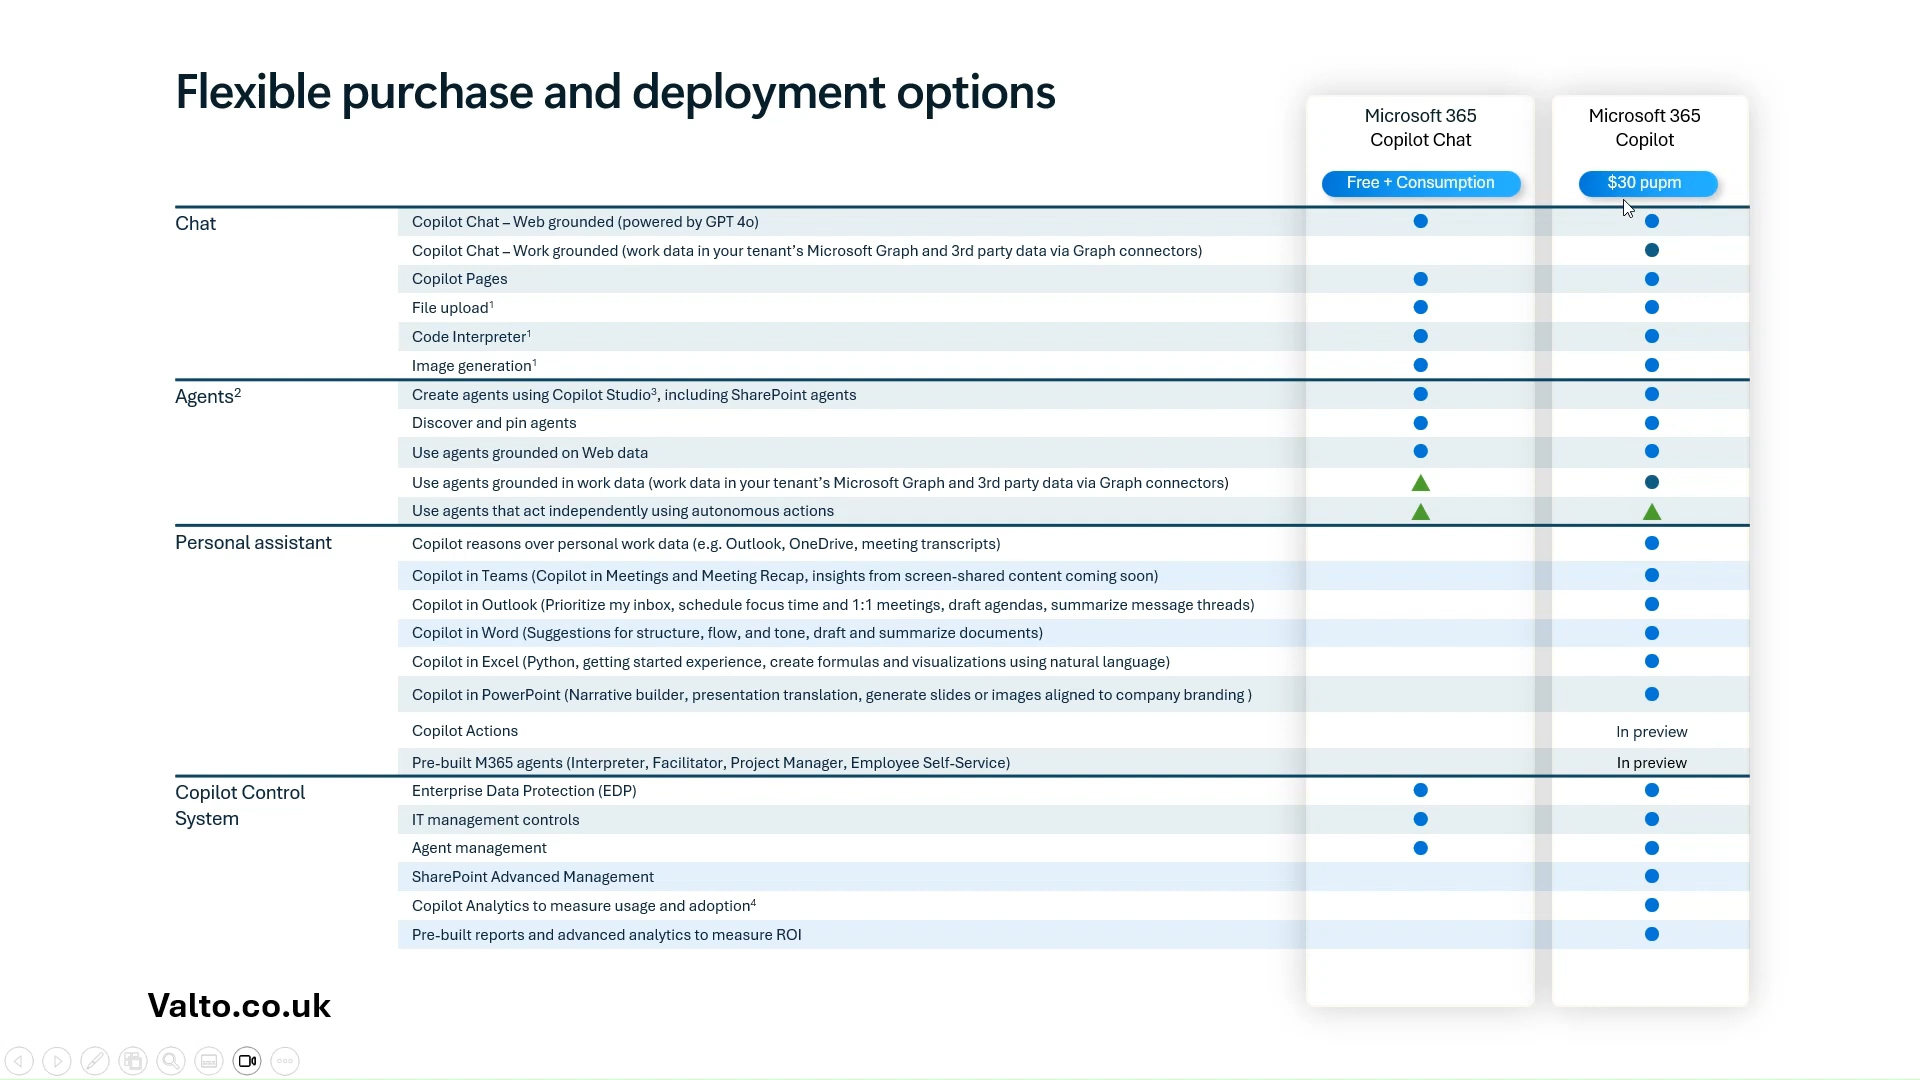 Flexible purchase and deployment options
Microsoft 365
Copilot Chat
Free + Consumption
Microsoft 365
Copilot
$30 pupm
Chat
Copilot Chat – Web grounded (powered by GPT 4o)
Copilot Chat – Work grounded (work data in your tenant's Microsoft Graph and 3rd party data via Graph connectors)
Copilot Pages
File upload¹
Code Interpreter¹
Image generation¹
Agents²
Create agents using Copilot Studio³, including SharePoint agents
Discover and pin agents
Use agents grounded on Web data
Use agents grounded in work data (work data in your tenant's Microsoft Graph and 3rd party data via Graph connectors)
Use agents that act independently using autonomous actions
Personal assistant
Copilot reasons over personal work data (e.g. Outlook, OneDrive, meeting transcripts)
Copilot in Teams (Copilot in Meetings and Meeting Recap, insights from screen-shared content coming soon)
Copilot in Outlook (Prioritize my inbox, schedule focus time and 1:1 meetings, draft agendas, summarize message threads)
Copilot in Word (Suggestions for structure, flow, and tone, draft and summarize documents)
Copilot in Excel (Python, getting started experience, create formulas and visualizations using natural language)
Copilot in PowerPoint (Narrative builder, presentation translation, generate slides or images aligned to company branding )
Copilot Actions
In preview
Pre-built M365 agents (Interpreter, Facilitator, Project Manager, Employee Self-Service)
In preview
Copilot Control
System
Enterprise Data Protection (EDP)
IT management controls
Agent management
SharePoint Advanced Management
Copilot Analytics to measure usage and adoption⁴
Pre-built reports and advanced analytics to measure ROI
Valto.co.uk